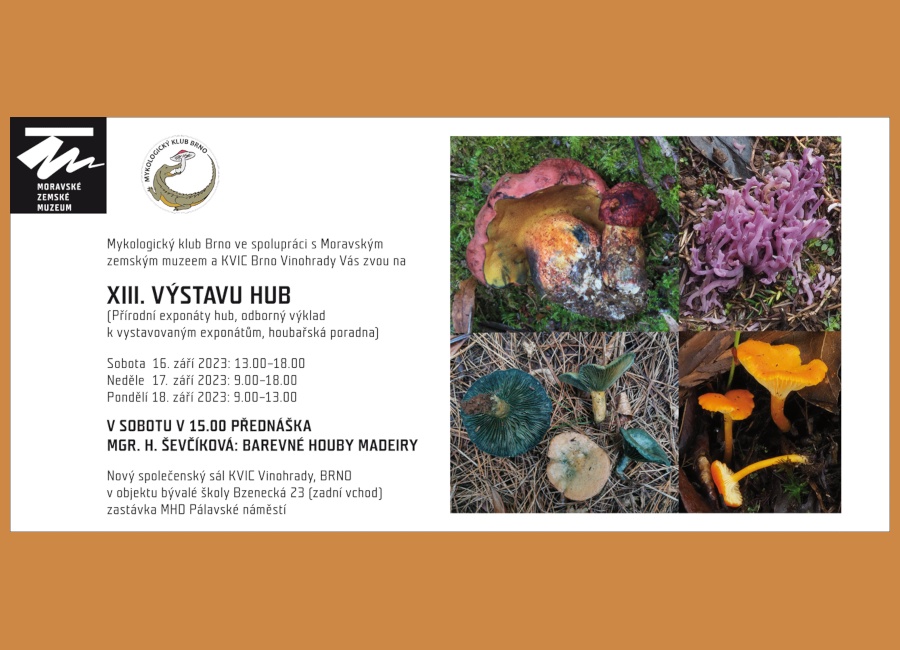 MORAVSKÉ
ZEMSKÉ
MUZEUM
MYKOLOGICKÝ KLUB BRNO
Mykologický klub Brno ve spolupráci s Moravským
zemským muzeem a KVIC Brno Vinohrady Vás zvou na
XIII. VÝSTAVU HUB
(Přírodní exponáty hub, odborný výklad
k vystavovaným exponátům, houbařská poradna)
Sobota 16. září 2023: 13.00–18.00
Neděle 17. září 2023: 9.00–18.00
Pondělí 18. září 2023: 9.00–13.00
V SOBOTU V 15.00 PŘEDNÁŠKA
MGR. H. ŠEVČÍKOVÁ: BAREVNÉ HOUBY MADEIRY
Nový společenský sál KVIC Vinohrady, BRNO
v objektu bývalé školy Bzenecká 23 (zadní vchod)
zastávka MHD Pálavské náměstí